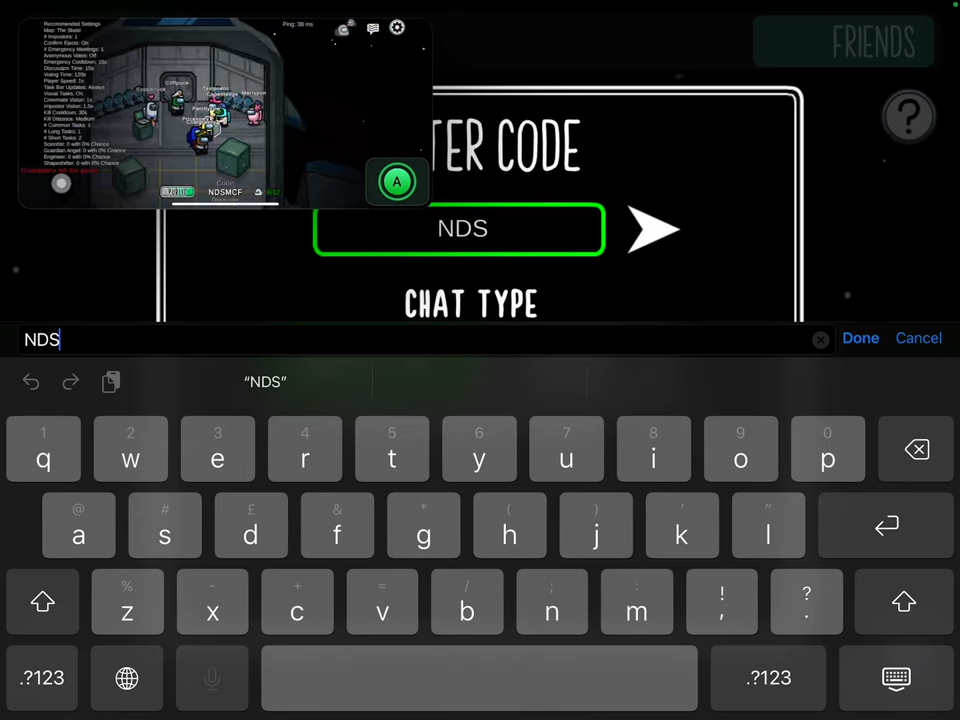 Recommended Settings
Map: The Skeld
# Impostors: 1
Confirm Ejects: On
# Emergency Meetings: 1
Anonymous Votes: Off
Emergency Cooldown: 15s
Discussion Time: 15s
Voting Time: 120s
Player Speed: 1x
Task Bar Updates: Always
Visual Tasks: On
Crewmate Vision: 1x
Impostor Vision: 1.5x
Kill Cooldown: 30s
Kill Distance: Medium
# Common Tasks: 1
# Long Tasks: 1
# Short Tasks: 2
Scientist: 0 with 0% Chance
Guardian Angel: 0 with 0% Chance
Engineer: 0 with 0% Chance
Shapeshifter: 0 with 0% Chance
left the game
Ping: 36 ms
Code
NDSMCF
A
FRIENDS
?
TER CODE
NDS
CHAT TYPE
NDS
Done
Cancel
“NDS”
1 2 3 4 5 6 7 8 9 0
q w e r t y u i o p
@ # £ & * ( ) ' "
a s d f g h j k l
% - + = / ; : ! ?
z x c v b n m , .
.?123
.?123